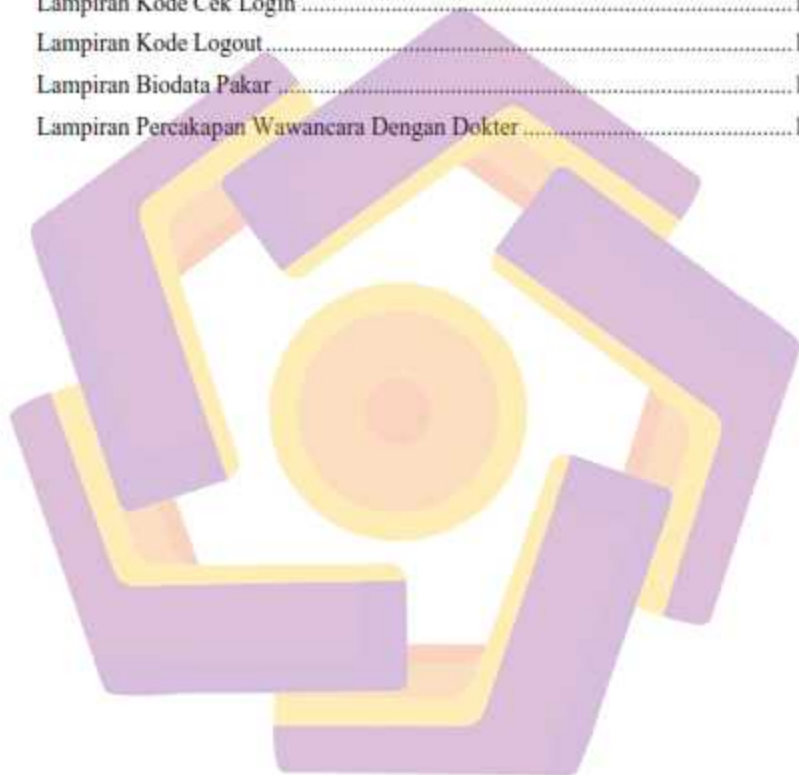 Lampiran Kode Cek Login ........................................................................
Lampiran Kode Logout ........................................................................
Lampiran Biodata Pakar ........................................................................
Lampiran Percakapan Wawancara Dengan Dokter ........................................